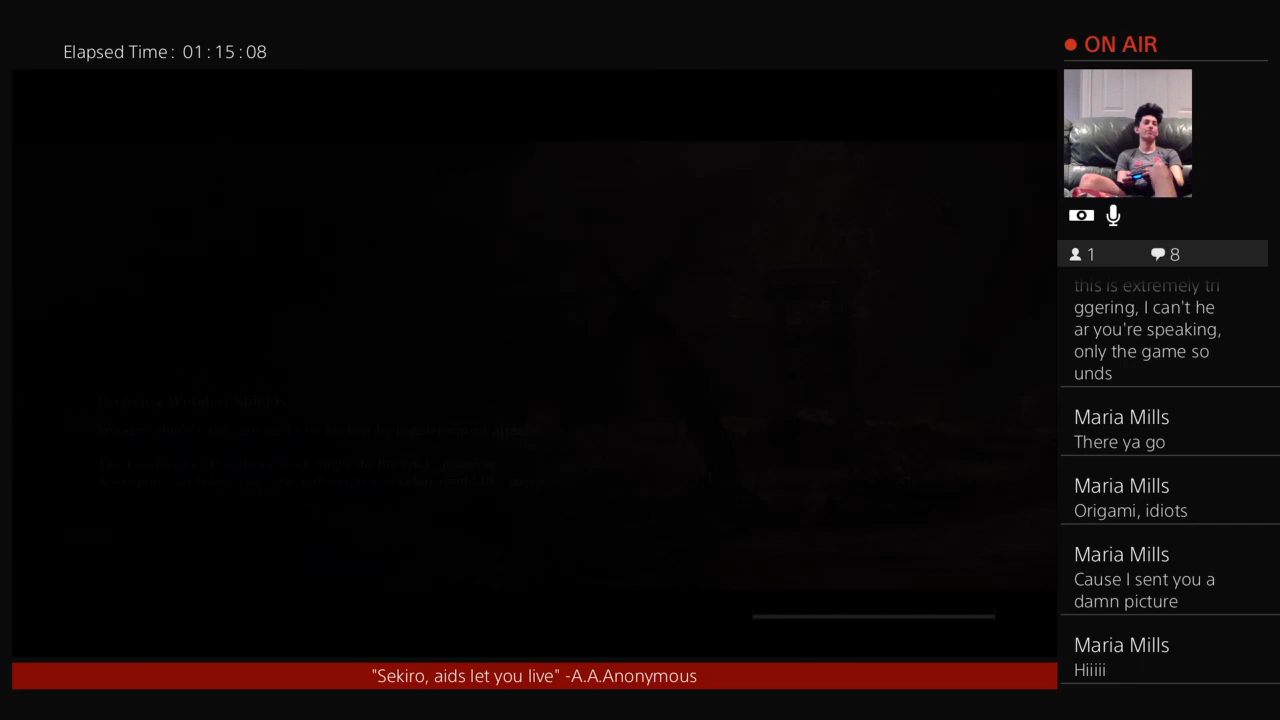 Elapsed Time: 01:15:08
ON AIR
1 8
this is extremely tri
ggering, I can't he
ar you're speaking,
only the game so
unds
Maria Mills
There ya go
Maria Mills
Origami, idiots
Maria Mills
Cause I sent you a
damn picture
Maria Mills
Hiiiii
"Sekiro, aids let you live" -A.A.Anonymous